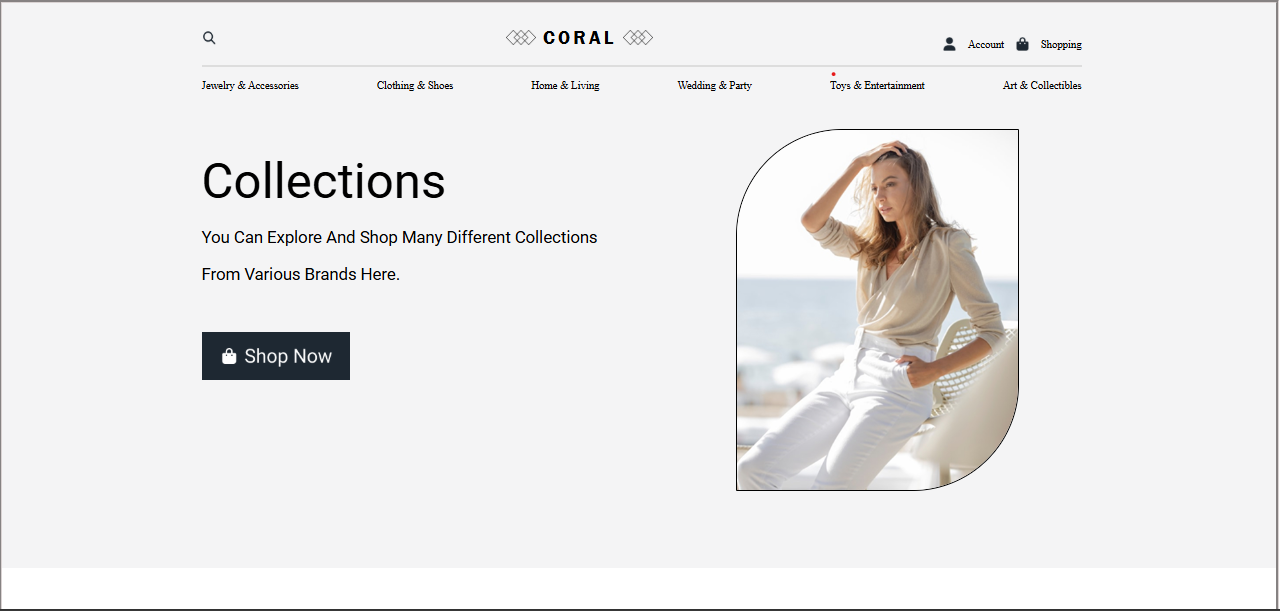 CORAL
Account Shopping
Jewelry & Accessories Clothing & Shoes Home & Living Wedding & Party Toys & Entertainment Art & Collectibles
Collections
You Can Explore And Shop Many Different Collections
From Various Brands Here.
Shop Now